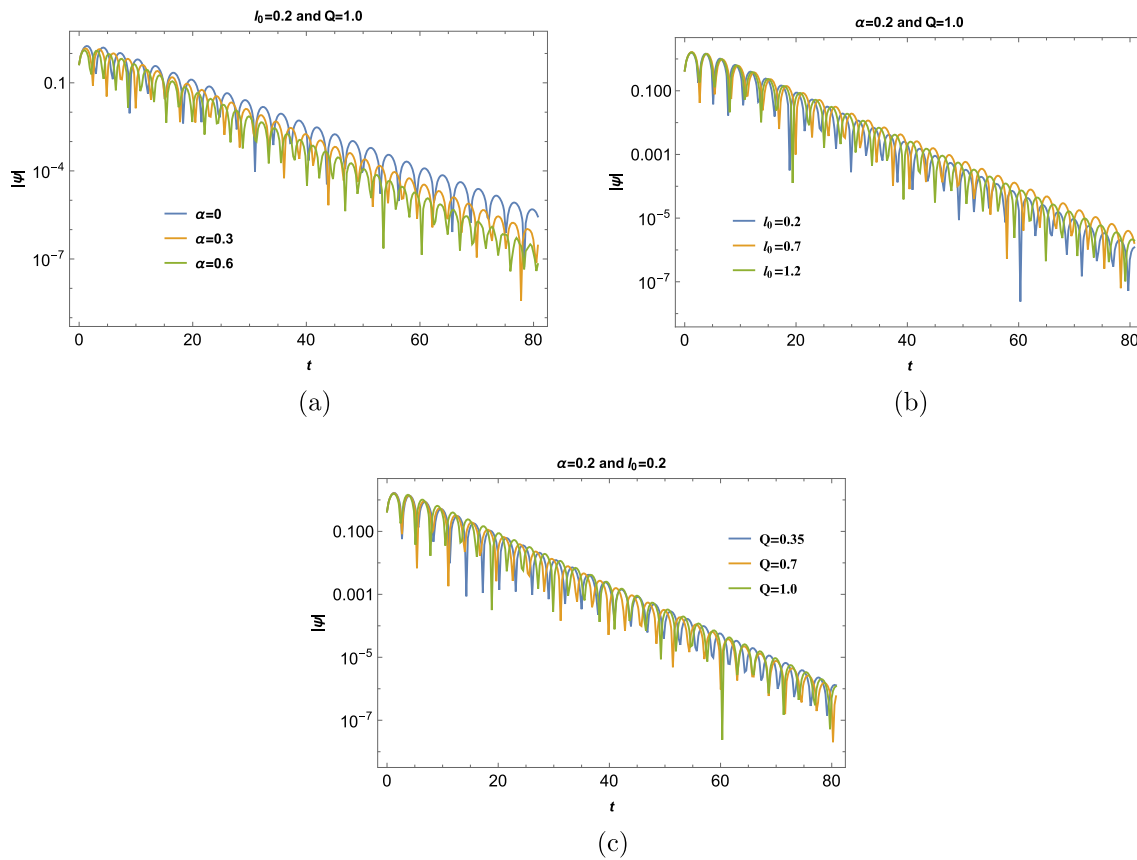 l₀=0.2 and Q=1.0
0.1
10⁻⁴
10⁻⁷
|ψ|
α=0
α=0.3
α=0.6
0 20 40 60 80
t
(a)
α=0.2 and Q=1.0
0.100
0.001
10⁻⁵
10⁻⁷
|ψ|
l₀=0.2
l₀=0.7
l₀=1.2
0 20 40 60 80
t
(b)
α=0.2 and l₀=0.2
0.100
0.001
10⁻⁵
10⁻⁷
|ψ|
Q=0.35
Q=0.7
Q=1.0
0 20 40 60 80
t
(c)